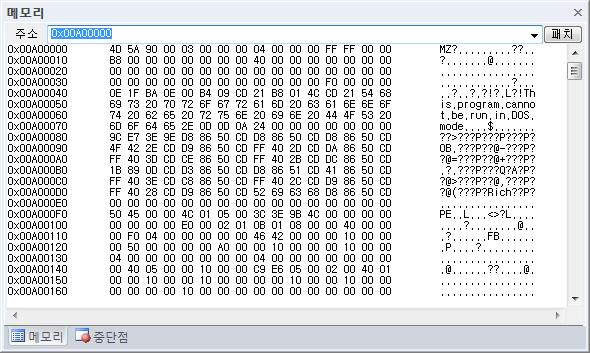 메모리
주소 0x00A00000 패치
0x00A00000 4D 5A 90 00 03 00 00 00 04 00 00 00 FF FF 00 00 MZ?.........??..
0x00A00010 B8 00 00 00 00 00 00 00 40 00 00 00 00 00 00 00 ?.......@.......
0x00A00020 00 00 00 00 00 00 00 00 00 00 00 00 00 00 00 00 ................
0x00A00030 00 00 00 00 00 00 00 00 00 00 00 00 F0 00 00 00 ............?...
0x00A00040 0E 1F BA 0E 00 B4 09 CD 21 B8 01 4C CD 21 54 68 ..?..?.?!?.L?!Th
0x00A00050 69 73 20 70 72 6F 67 72 61 6D 20 63 61 6E 6E 6F is.program.canno
0x00A00060 74 20 62 65 20 72 75 6E 20 69 6E 20 44 4F 53 20 t.be.run.in.DOS.
0x00A00070 6D 6F 64 65 2E 0D 0D 0A 24 00 00 00 00 00 00 00 mode....$.......
0x00A00080 9C E7 3E 9E D8 86 50 CD D8 86 50 CD D8 86 50 CD ??>???P???P???P?
0x00A00090 4F 42 2E CD D9 86 50 CD FF 40 2D CD DA 86 50 CD OB.???P?@-???P?
0x00A000A0 FF 40 3D CD CE 86 50 CD FF 40 2B CD DC 86 50 CD ?@=???P?@+???P?
0x00A000B0 1B 89 0D CD D3 86 50 CD D8 86 51 CD 41 86 50 CD .?.???P???Q?A?P?
0x00A000C0 FF 40 3E CD C8 86 50 CD FF 40 2C CD D9 86 50 CD ?@>???P??@,???P?
0x00A000D0 FF 40 28 CD D9 86 50 CD 52 69 63 68 D8 86 50 CD ?@(???P?Rich??P?
0x00A000E0 00 00 00 00 00 00 00 00 00 00 00 00 00 00 00 00 ................
0x00A000F0 50 45 00 00 4C 01 05 00 3C 3E 9B 4C 00 00 00 00 PE..L...<>?L....
0x00A00100 00 00 00 00 E0 00 02 01 0B 01 08 00 00 40 00 00 ....?........@..
0x00A00110 00 F0 04 00 00 00 00 00 46 42 00 00 00 10 00 00 .?......FB......
0x00A00120 00 50 00 00 00 00 A0 00 00 10 00 00 00 10 00 00 .P....?.........
0x00A00130 04 00 00 00 00 00 00 00 04 00 00 00 00 00 00 00 ................
0x00A00140 00 40 05 00 00 10 00 00 C9 E6 05 00 02 00 40 01 .@......??....@.
0x00A00150 00 00 10 00 00 10 00 00 00 00 10 00 00 10 00 00 ................
0x00A00160 00 00 00 00 10 00 00 00 00 00 00 00 00 00 00 00 ................
메모리 중단점